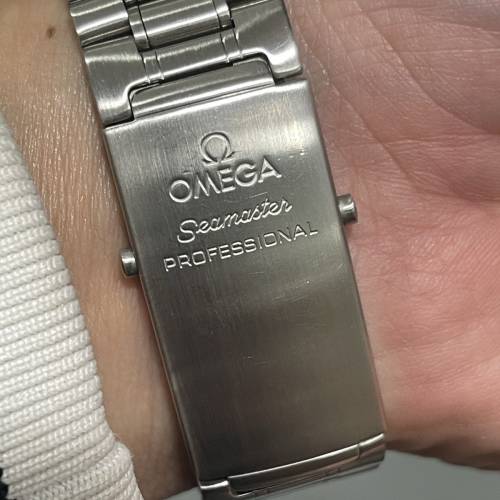 Ω
OMEGA
Seamaster
PROFESSIONAL